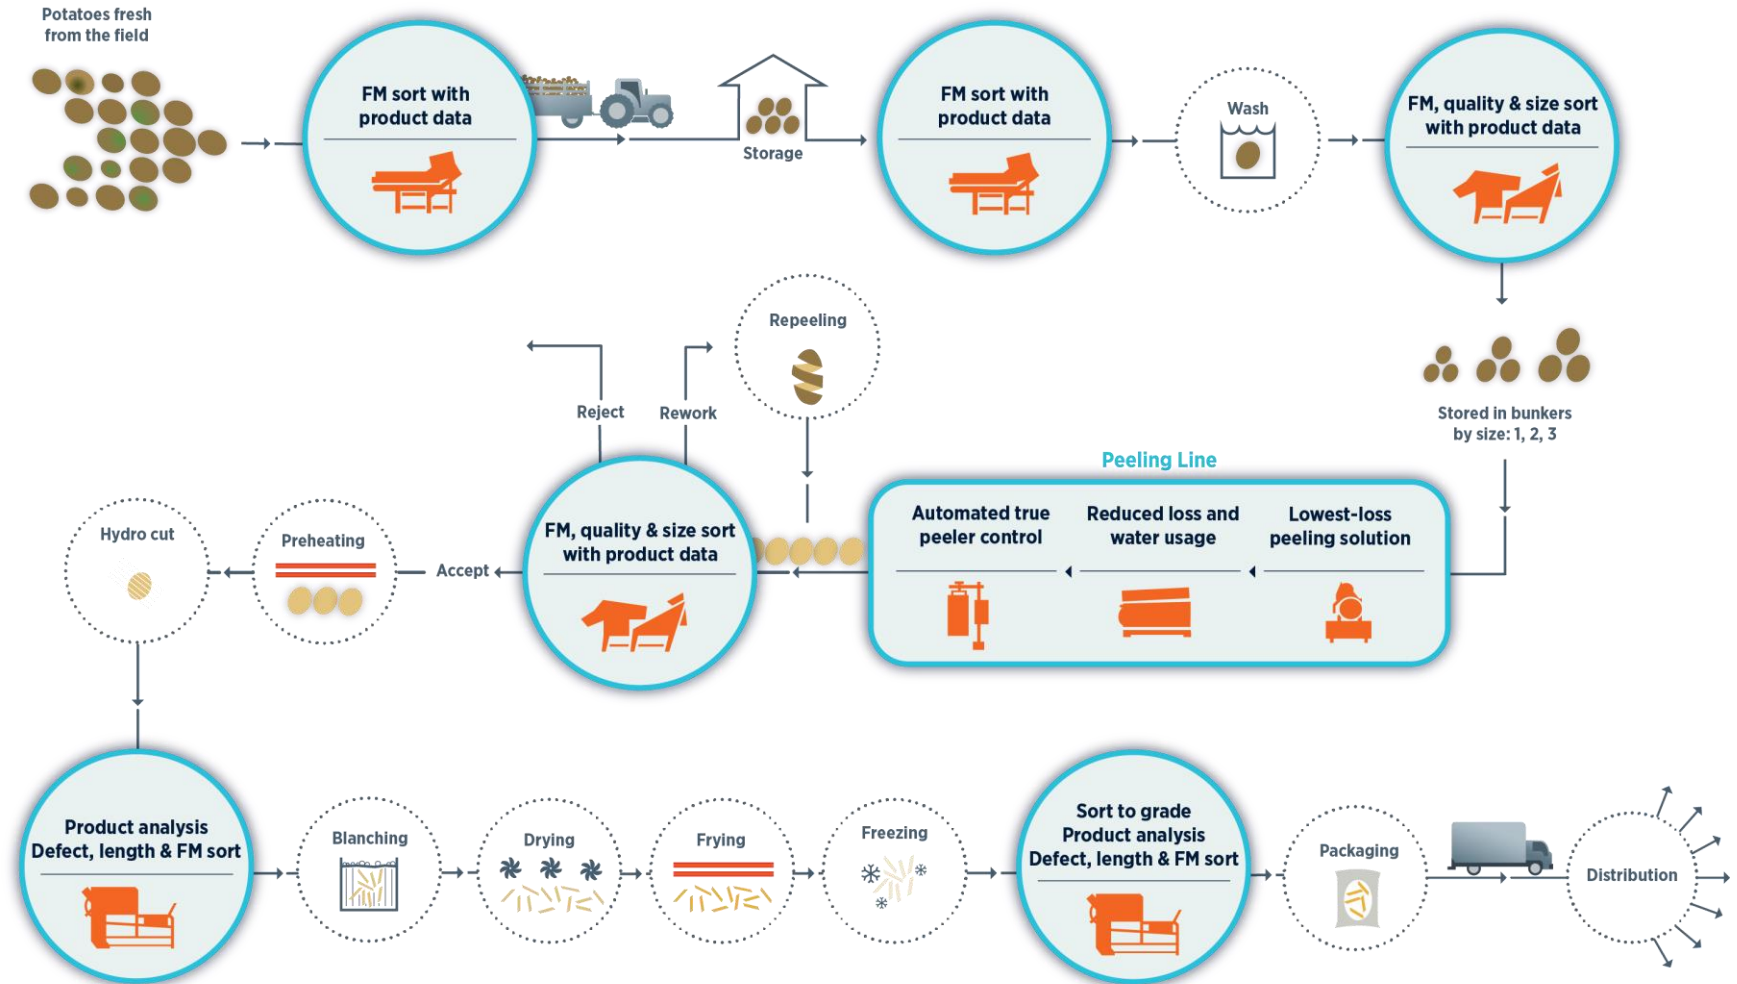 Potatoes fresh
from the field
FM sort with
product data
Storage
FM sort with
product data
Wash
FM, quality & size sort
with product data
Stored in bunkers
by size: 1, 2, 3
Peeling Line
Lowest-loss
peeling solution
Reduced loss and
water usage
Automated true
peeler control
Repeeling
Reject
Rework
FM, quality & size sort
with product data
Accept
Preheating
Hydro cut
Product analysis
Defect, length & FM sort
Blanching
Drying
Frying
Freezing
Sort to grade
Product analysis
Defect, length & FM sort
Packaging
Distribution